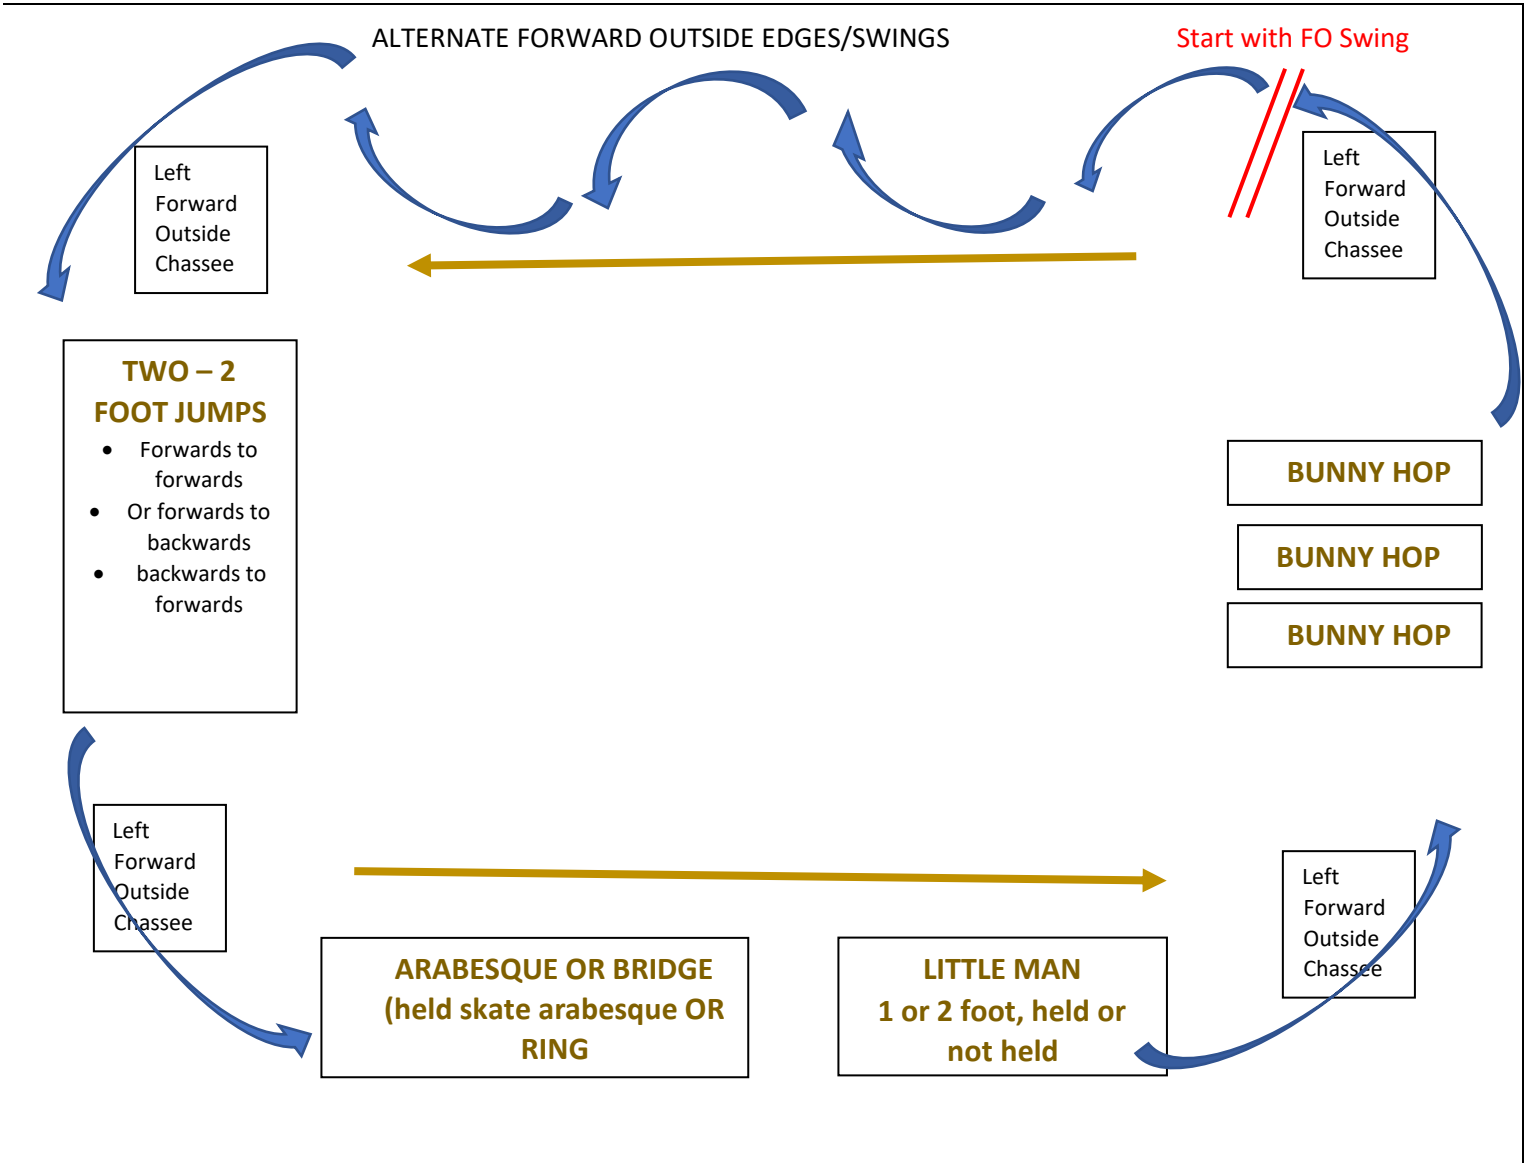 ALTERNATE FORWARD OUTSIDE EDGES/SWINGS
Start with FO Swing
Left
Forward
Outside
Chassee
Left
Forward
Outside
Chassee
TWO – 2
FOOT JUMPS
• Forwards to
forwards
• Or forwards to
backwards
• backwards to
forwards
BUNNY HOP
BUNNY HOP
BUNNY HOP
Left
Forward
Outside
Chassee
Left
Forward
Outside
Chassee
ARABESQUE OR BRIDGE
(held skate arabesque OR
RING
LITTLE MAN
1 or 2 foot, held or
not held